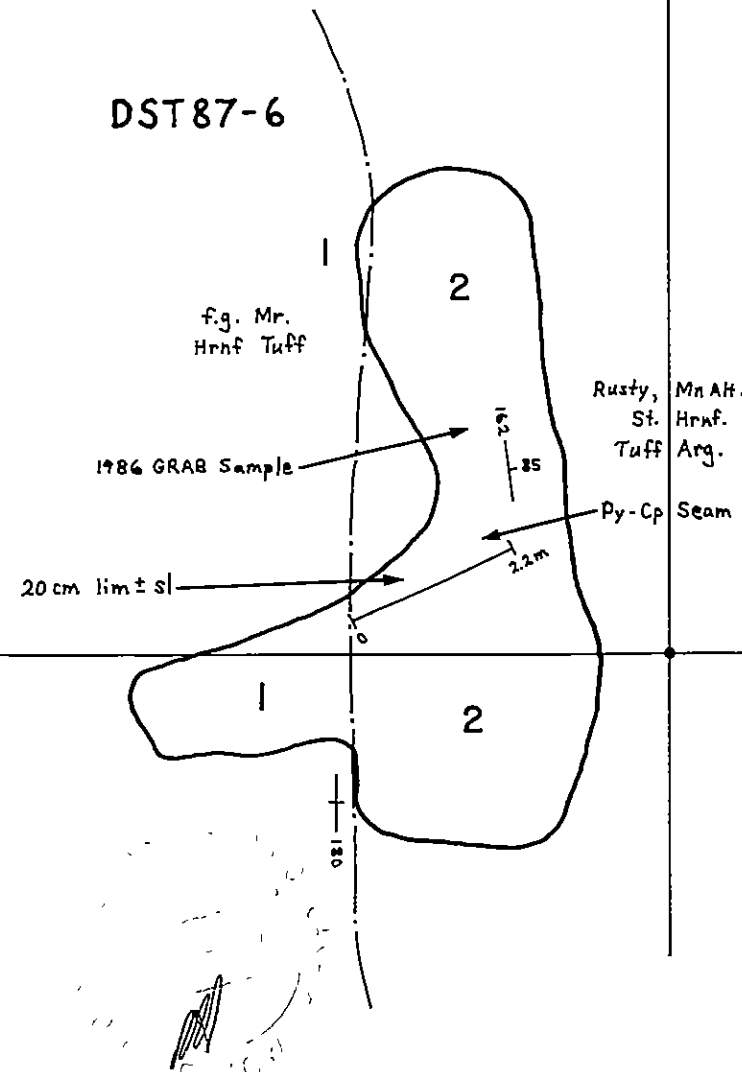 DST87-6
1
2
f.g. Mr.
Hrnf Tuff
Rusty, Mn Alt.
St. Hrnf.
Tuff Arg.
162
85
1986 GRAB Sample
Py-Cp Seam
2.2m
20 cm lim ± sl
0
1
2
180